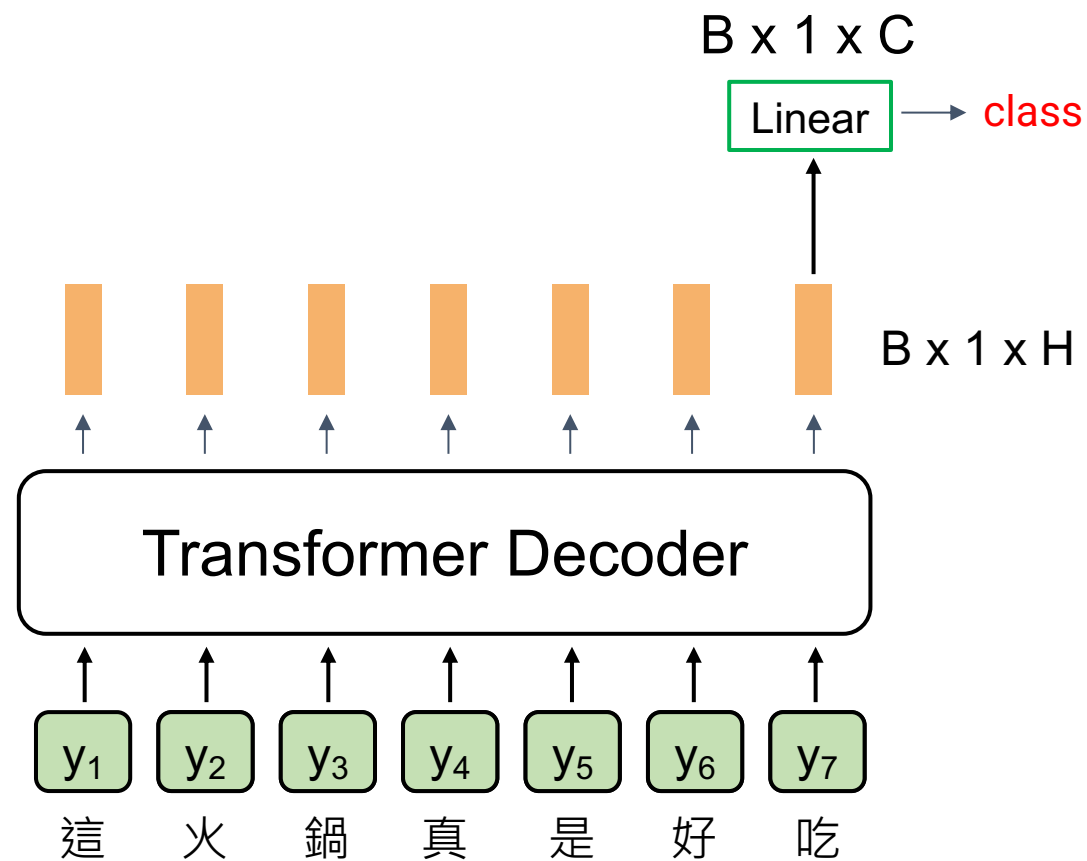 B x 1 x C
Linear
class
B x 1 x H
Transformer Decoder
y₁ y₂ y₃ y₄ y₅ y₆ y₇
這 火 鍋 真 是 好 吃